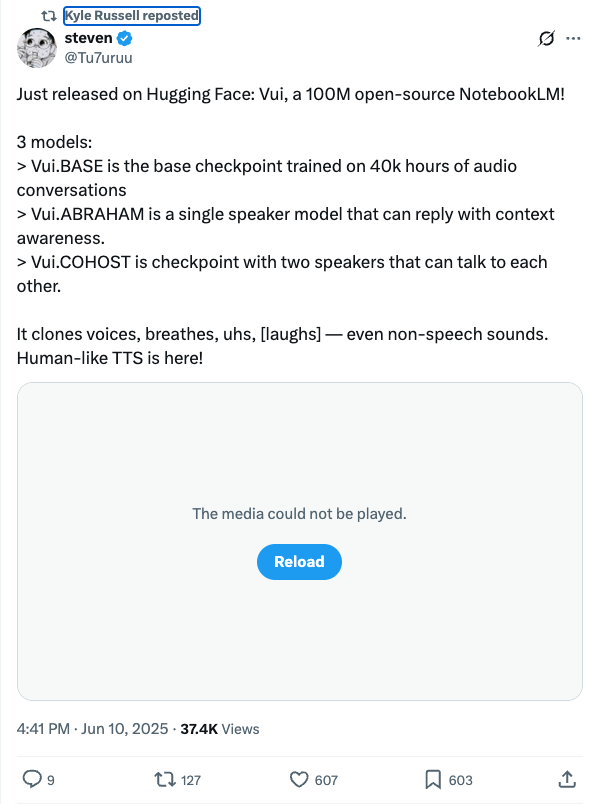 Kyle Russell reposted
steven
@Tu7uruu
Just released on Hugging Face: Vui, a 100M open-source NotebookLM!
3 models:
> Vui.BASE is the base checkpoint trained on 40k hours of audio
conversations
> Vui.ABRAHAM is a single speaker model that can reply with context
awareness.
> Vui.COHOST is checkpoint with two speakers that can talk to each
other.
It clones voices, breathes, uhs, [laughs] — even non-speech sounds.
Human-like TTS is here!
The media could not be played.
Reload
4:41 PM · Jun 10, 2025 · 37.4K Views
9 127 607 603